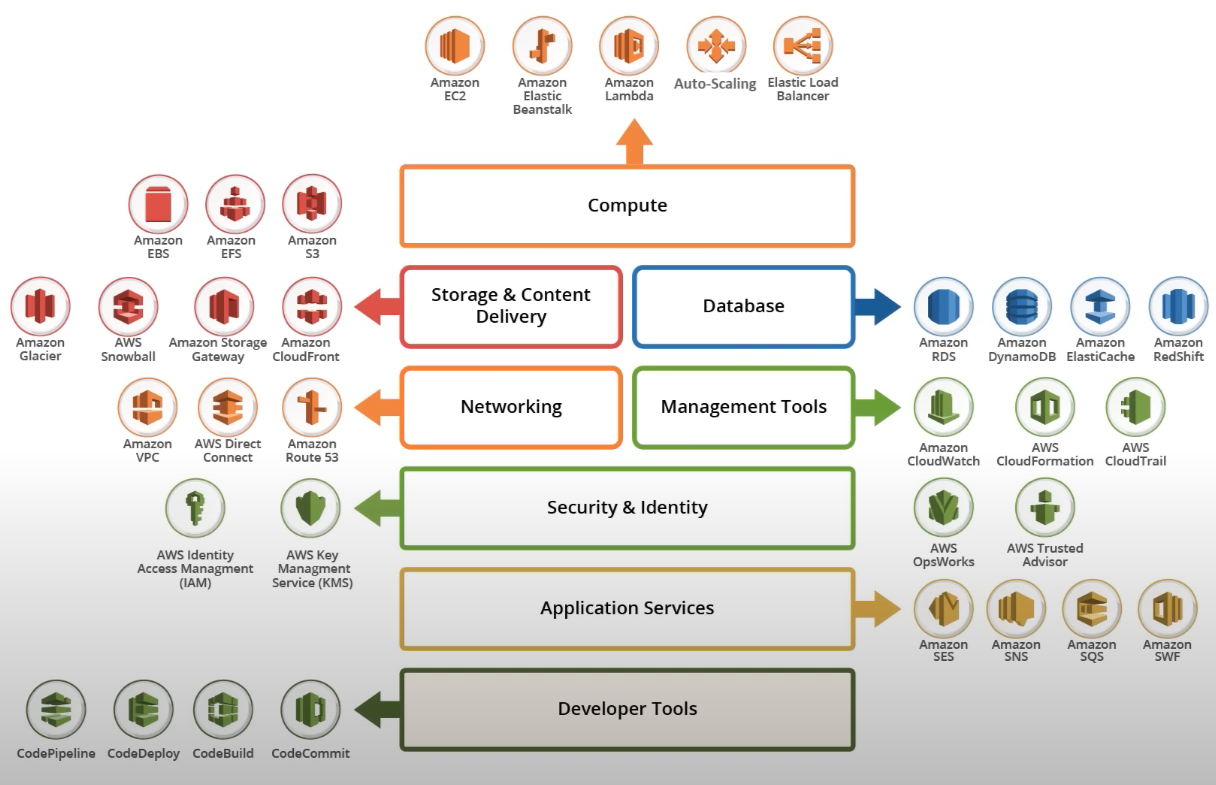 Amazon
EC2
Amazon
Elastic
Beanstalk
Amazon
Lambda
Auto-Scaling
Elastic Load
Balancer
Compute
Amazon
EBS
Amazon
EFS
Amazon
S3
Storage & Content
Delivery
Database
Amazon
Glacier
AWS
Snowball
Amazon Storage
Gateway
Amazon
CloudFront
Amazon
RDS
Amazon
DynamoDB
Amazon
ElastiCache
Amazon
RedShift
Networking
Management Tools
Amazon
VPC
AWS Direct
Connect
Amazon
Route 53
Amazon
CloudWatch
AWS
CloudFormation
AWS
CloudTrail
Security & Identity
AWS Identity
Access Managment
(IAM)
AWS Key
Managment
Service (KMS)
AWS
OpsWorks
AWS Trusted
Advisor
Application Services
Amazon
SES
Amazon
SNS
Amazon
SQS
Amazon
SWF
Developer Tools
CodePipeline
CodeDeploy
CodeBuild
CodeCommit